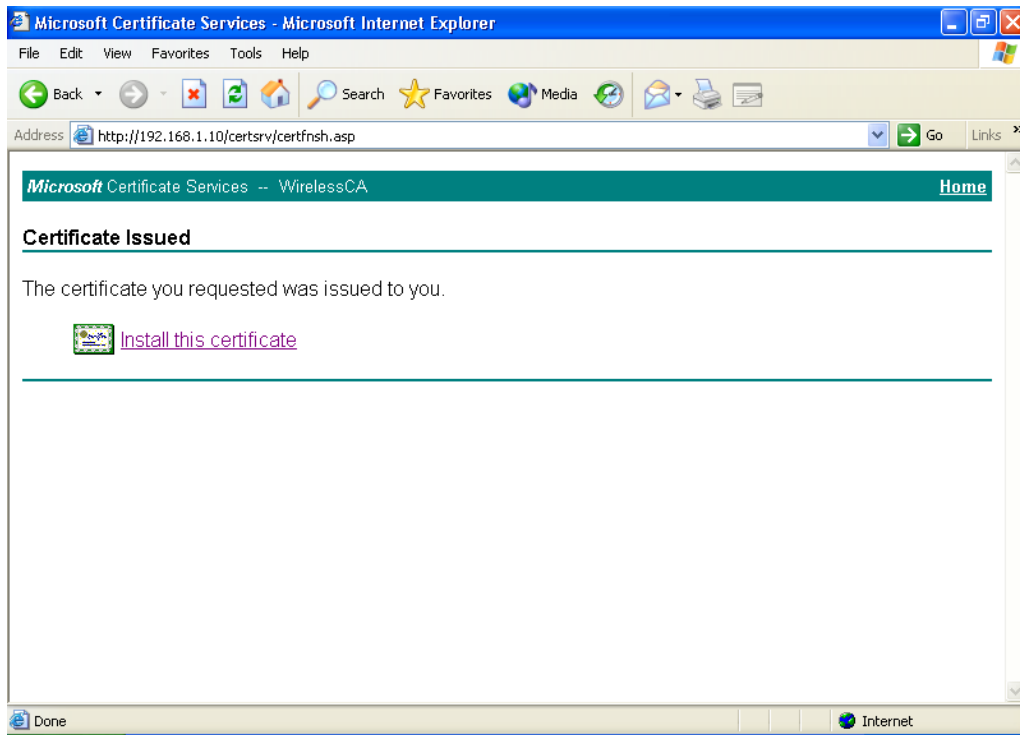 Microsoft Certificate Services - Microsoft Internet Explorer
File Edit View Favorites Tools Help
Back Search Favorites Media
Address http://192.168.1.10/certsrv/certfnsh.asp Go Links »
Microsoft Certificate Services -- WirelessCA Home
Certificate Issued
The certificate you requested was issued to you.
Install this certificate
Done Internet